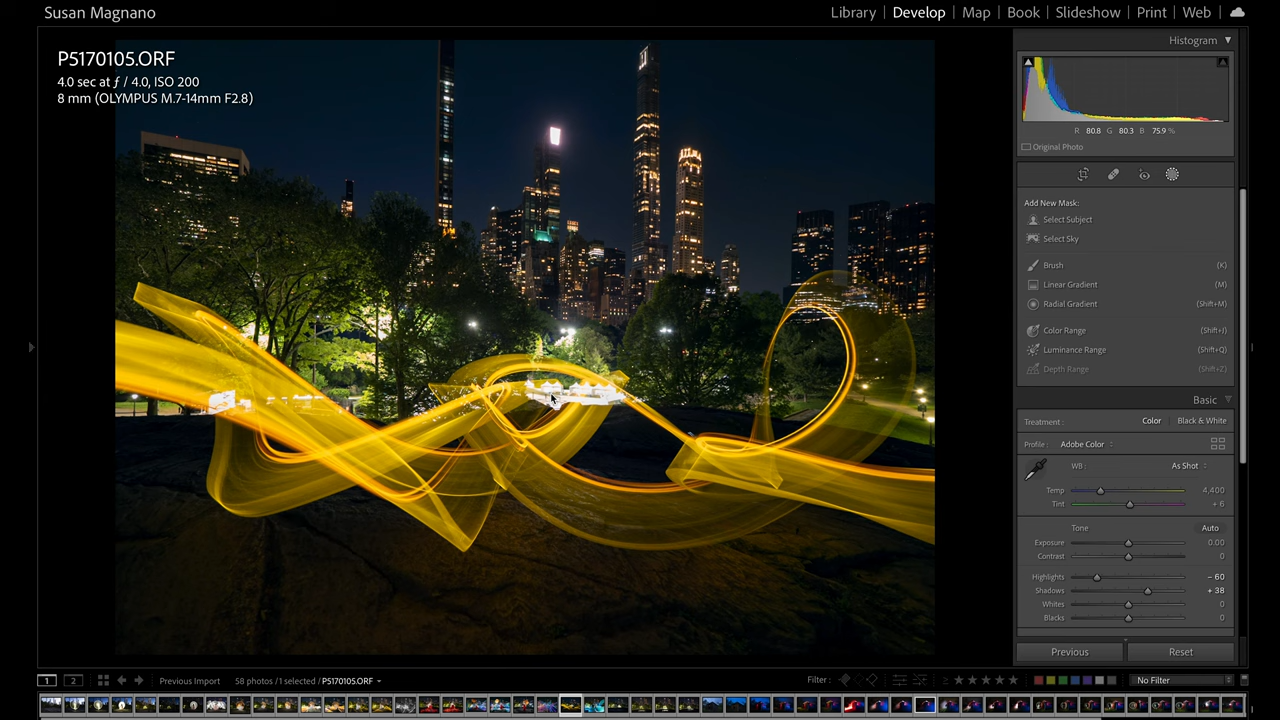 Susan Magnano
Library | Develop | Map | Book | Slideshow | Print | Web
P5170105.ORF
4.0 sec at ƒ / 4.0, ISO 200
8 mm (OLYMPUS M.7-14mm F2.8)
Histogram
R 80.8 G 80.3 B 75.9 %
Original Photo
Add New Mask:
Select Subject
Select Sky
Brush (K)
Linear Gradient (M)
Radial Gradient (Shift+M)
Color Range (Shift+J)
Luminance Range (Shift+Q)
Depth Range (Shift+Z)
Basic
Treatment : Color | Black & White
Profile : Adobe Color
WB : As Shot
Temp 4,400
Tint + 6
Tone Auto
Exposure 0.00
Contrast 0
Highlights – 60
Shadows + 38
Whites 0
Blacks 0
Previous Reset
1 2 Previous Import 58 photos / 1 selected / P5170105.ORF Filter : No Filter